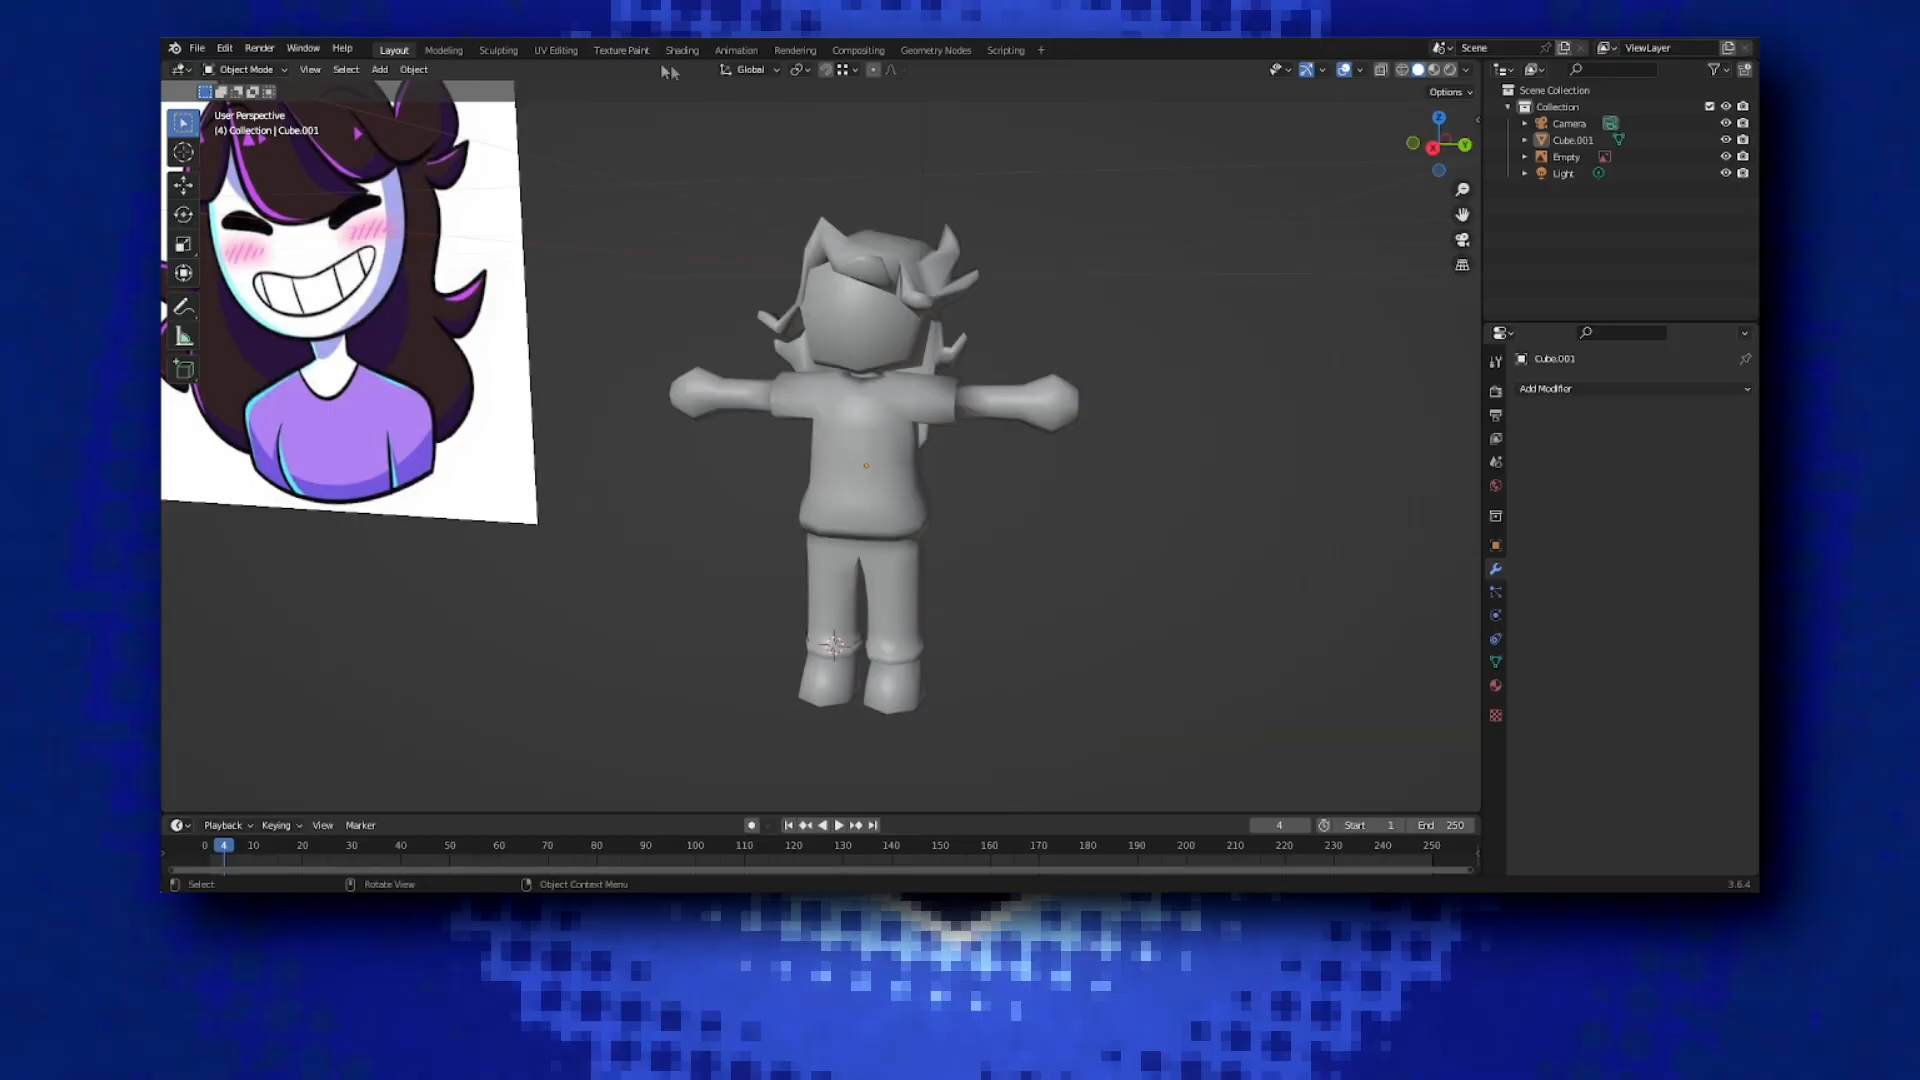 File Edit Render Window Help Layout Modeling Sculpting UV Editing Texture Paint Shading Animation Rendering Compositing Geometry Nodes Scripting + Scene ViewLayer
Object Mode View Select Add Object Global
Options
User Perspective
(4) Collection | Cube.001
Z
Y
X
Scene Collection
Collection
Camera
Cube.001
Empty
Light
Cube.001
Add Modifier
Playback Keying View Marker 4 Start 1 End 250
0 4 10 20 30 40 50 60 70 80 90 100 110 120 130 140 150 160 170 180 190 200 210 220 230 240 250
Select Rotate View Object Context Menu 3.6.4